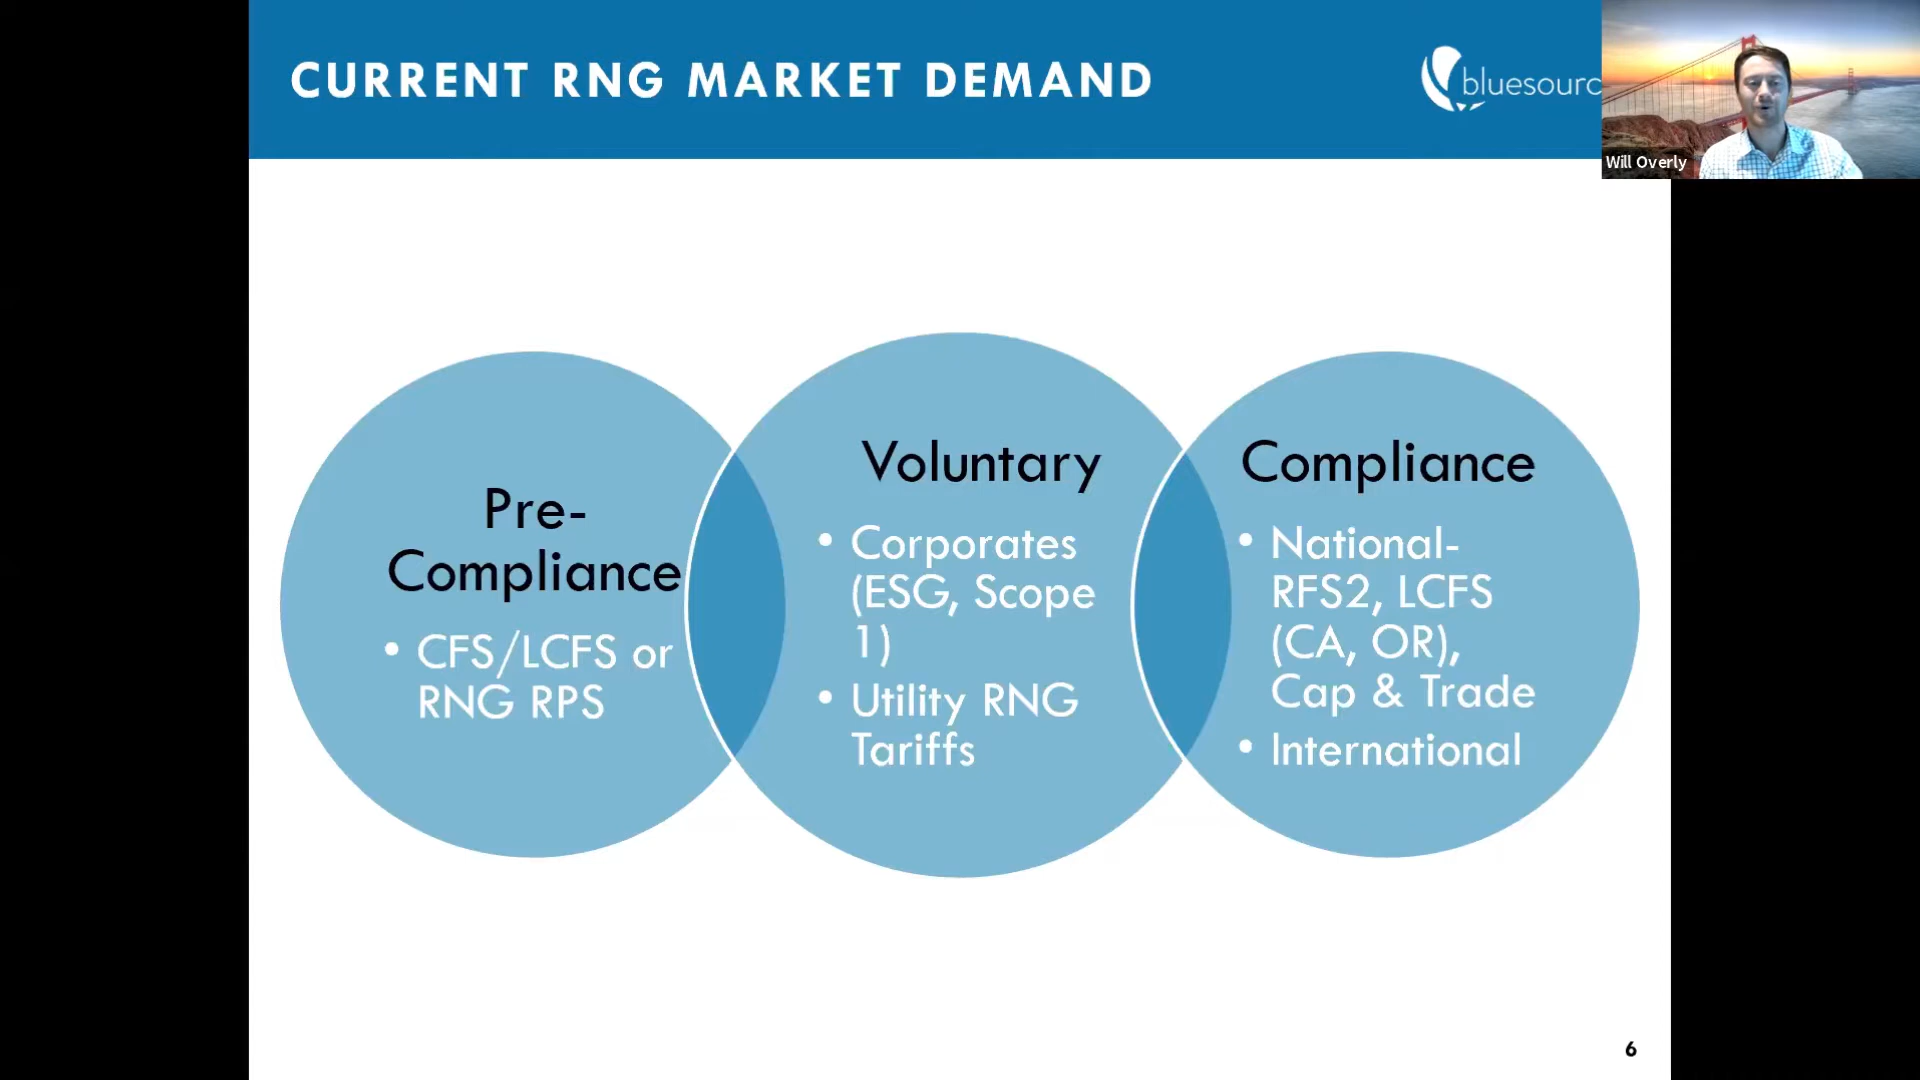 CURRENT RNG MARKET DEMAND
bluesourc
Will Overly
Pre-
Compliance
• CFS/LCFS or
RNG RPS
Voluntary
• Corporates
(ESG, Scope
1)
• Utility RNG
Tariffs
Compliance
• National-
RFS2, LCFS
(CA, OR),
Cap & Trade
• International
6